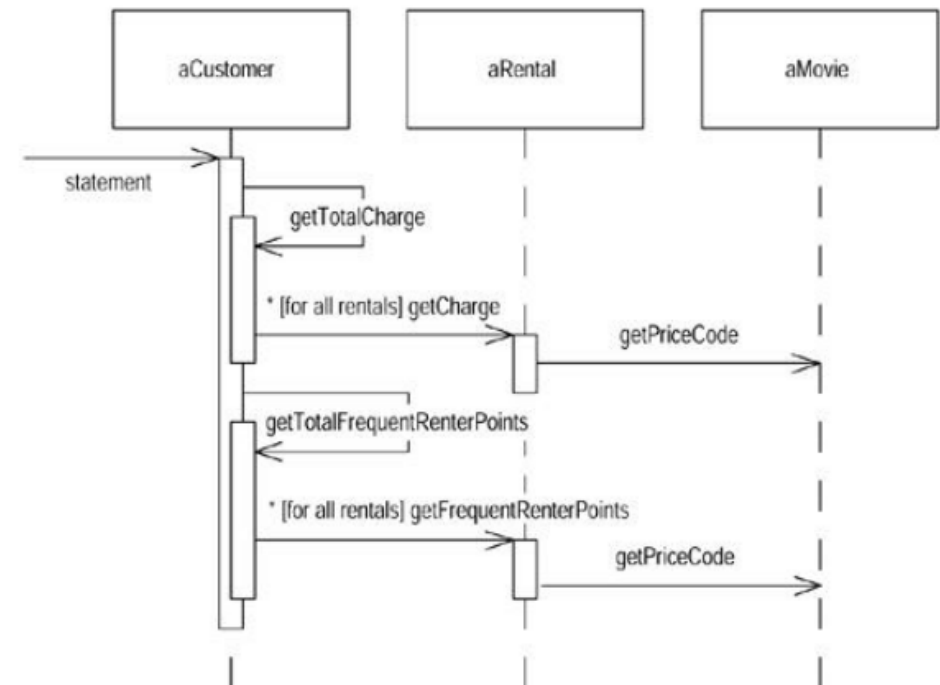 aCustomer
aRental
aMovie
statement
getTotalCharge
* [for all rentals] getCharge
getPriceCode
getTotalFrequentRenterPoints
* [for all rentals] getFrequentRenterPoints
getPriceCode